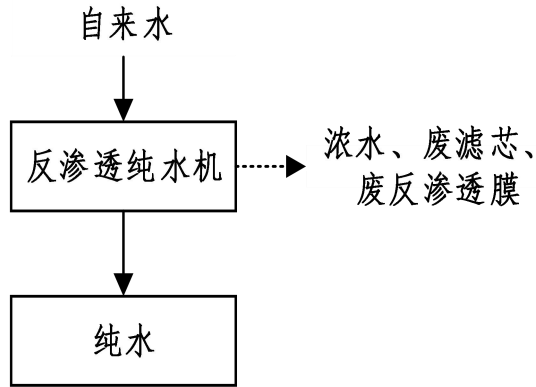 自来水
反渗透纯水机
浓水、废滤芯、
废反渗透膜
纯水